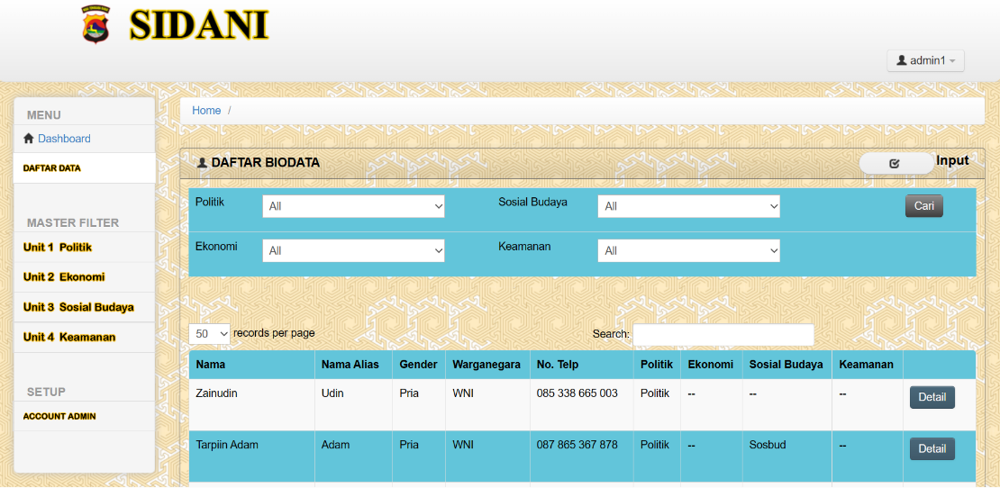 SIDANI
admin1
MENU
Home /
Dashboard
DAFTAR DATA
DAFTAR BIODATA
Input
Politik All Sosial Budaya All Cari
Ekonomi All Keamanan All
MASTER FILTER
Unit 1 Politik
Unit 2 Ekonomi
Unit 3 Sosial Budaya
Unit 4 Keamanan
SETUP
ACCOUNT ADMIN
50 records per page Search:
Nama Nama Alias Gender Warganegara No. Telp Politik Ekonomi Sosial Budaya Keamanan
Zainudin Udin Pria WNI 085 338 665 003 Politik -- -- -- Detail
Tarpiin Adam Adam Pria WNI 087 865 367 878 Politik -- Sosbud -- Detail